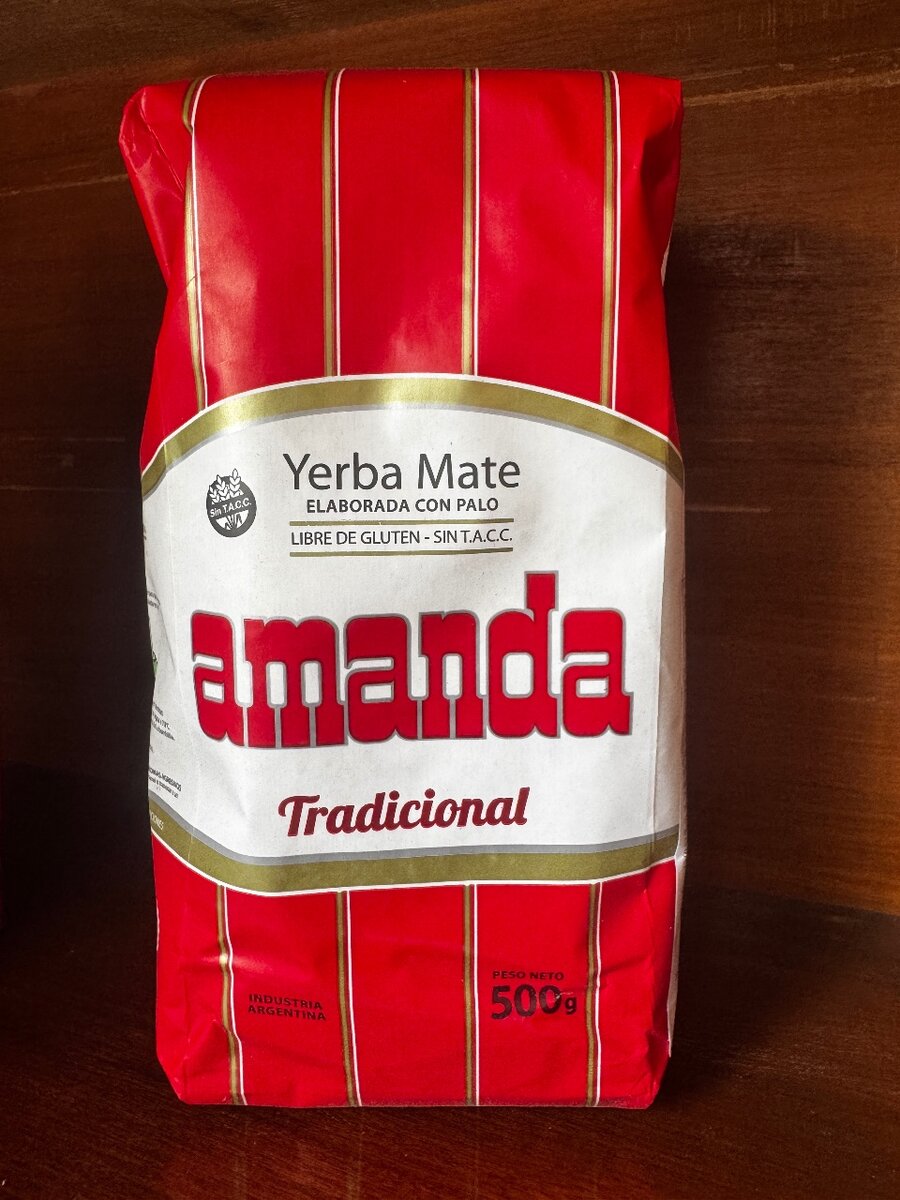 Yerba Mate
ELABORADA CON PALO
Sin T.A.C.C.
LIBRE DE GLUTEN - SIN T.A.C.C.
amanda
Tradicional
INDUSTRIA
ARGENTINA
PESO NETO
500g